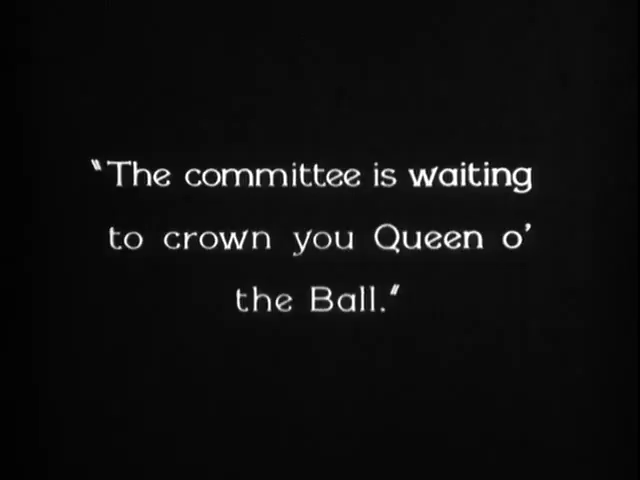 "The committee is waiting
to crown you Queen o'
the Ball."